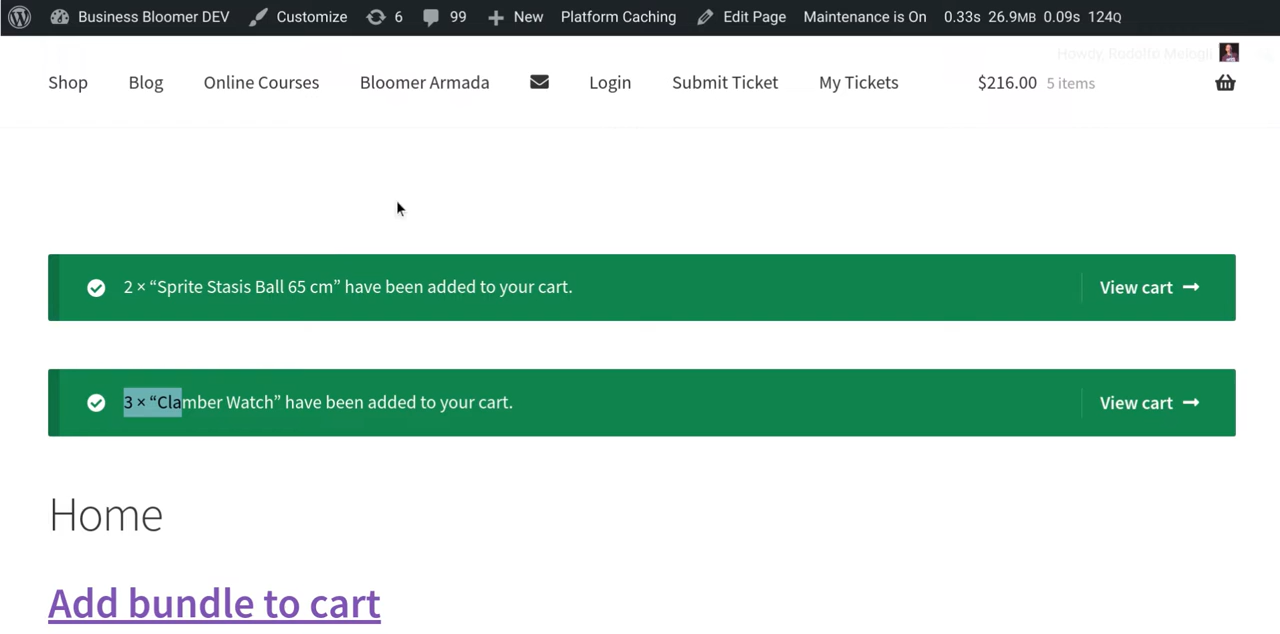 Business Bloomer DEV Customize 6 99 New Platform Caching Edit Page Maintenance is On 0.33s 26.9MB 0.09s 124Q
Howdy, Rodolfo Melogli
Shop Blog Online Courses Bloomer Armada Login Submit Ticket My Tickets $216.00 5 items
2 × “Sprite Stasis Ball 65 cm” have been added to your cart. View cart
3 × “Clamber Watch” have been added to your cart. View cart
Home
Add bundle to cart